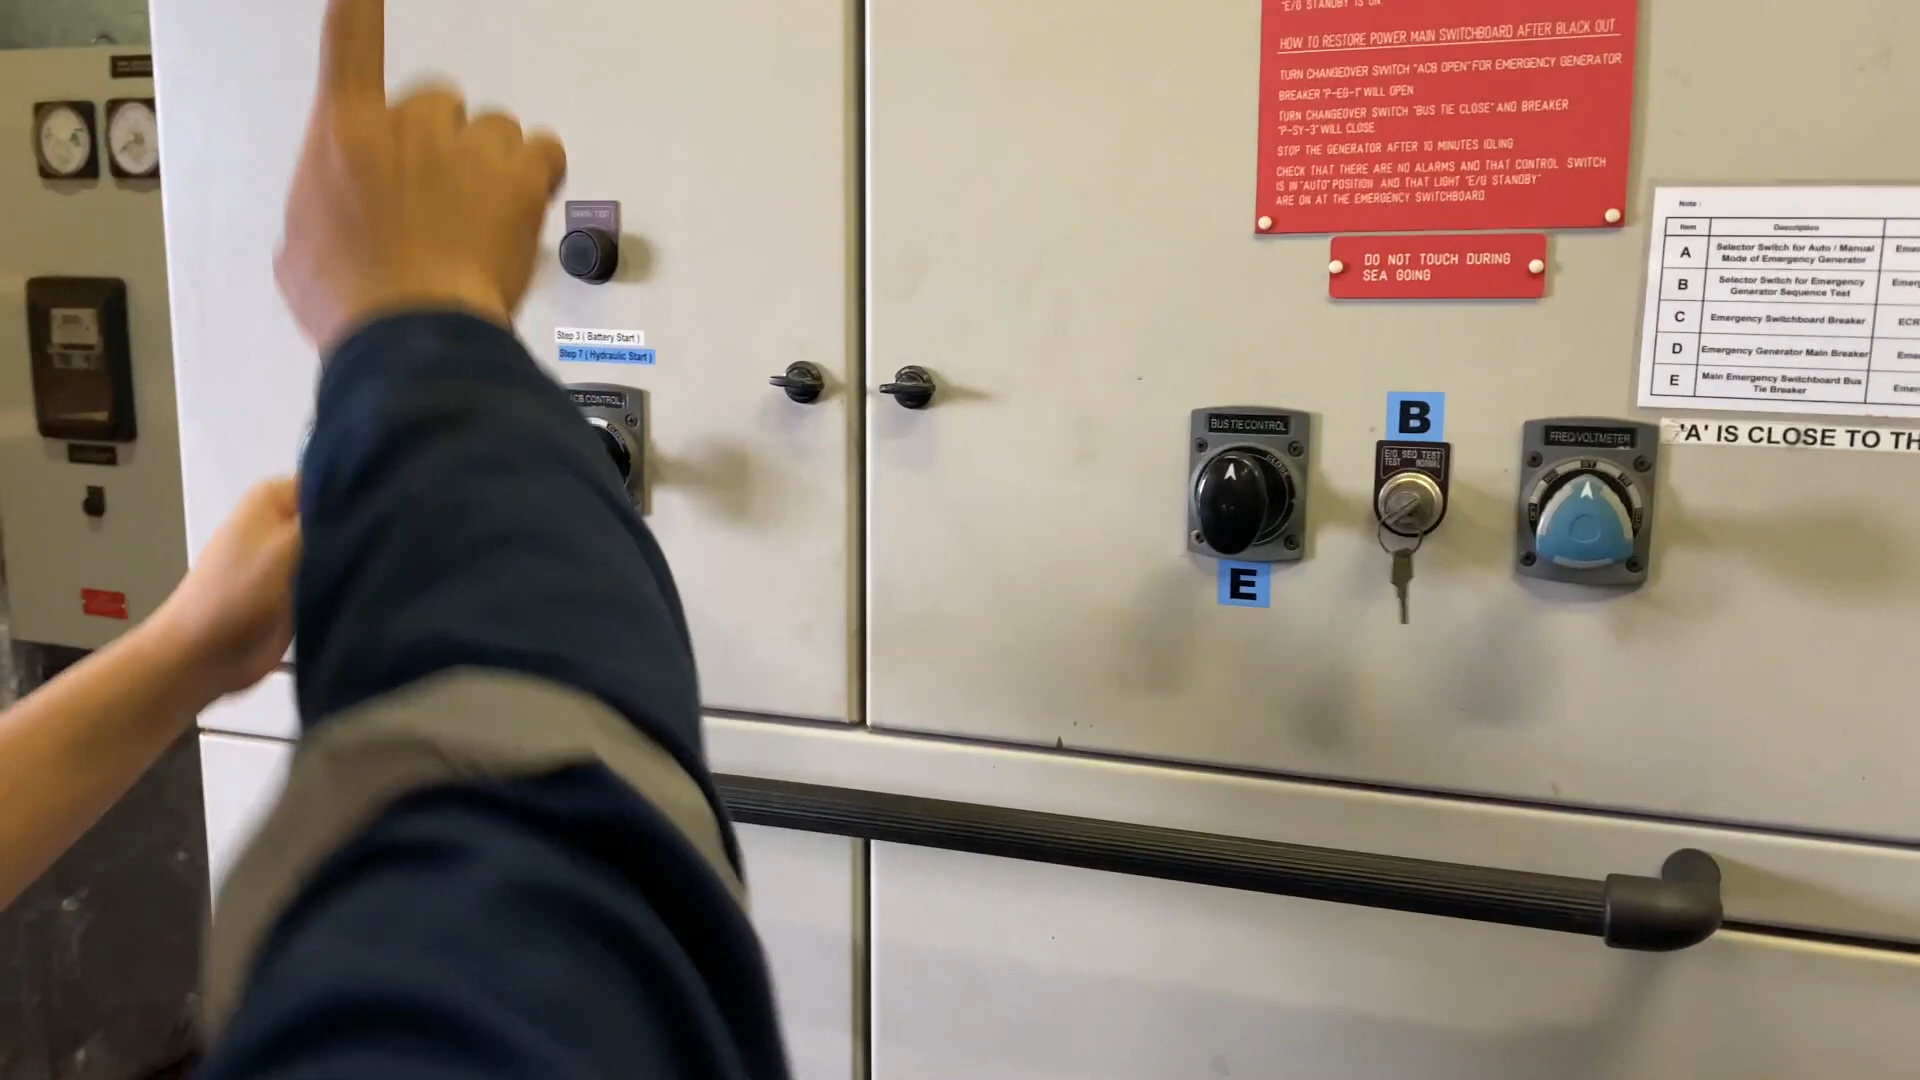 "E/G STANDBY IS ON
HOW TO RESTORE POWER MAIN SWITCHBOARD AFTER BLACK OUT
TURN CHANGEOVER SWITCH "ACB OPEN" FOR EMERGENCY GENERATOR
BREAKER "P-EG-1" WILL OPEN
TURN CHANGEOVER SWITCH "BUS TIE CLOSE" AND BREAKER
"P-SY-3" WILL CLOSE
STOP THE GENERATOR AFTER 10 MINUTES IDLING
CHECK THAT THERE ARE NO ALARMS AND THAT CONTROL SWITCH
IS IN "AUTO" POSITION AND THAT LIGHT "E/G STANDBY"
ARE ON AT THE EMERGENCY SWITCHBOARD
DO NOT TOUCH DURING
SEA GOING
Note :
Item Description
A Selector Switch for Auto / Manual
Mode of Emergency Generator
B Selector Switch for Emergency
Generator Sequence Test
C Emergency Switchboard Breaker ECR
D Emergency Generator Main Breaker
E Main Emergency Switchboard Bus
Tie Breaker
'A' IS CLOSE TO TH
EARTH TEST
Step 3 ( Battery Start )
Step 7 ( Hydraulic Start )
ACB CONTROL
BUS TIE CONTROL
CLOSE
E
B
E/G SEQ TEST
TEST NORMAL
FREQ/VOLTMETER